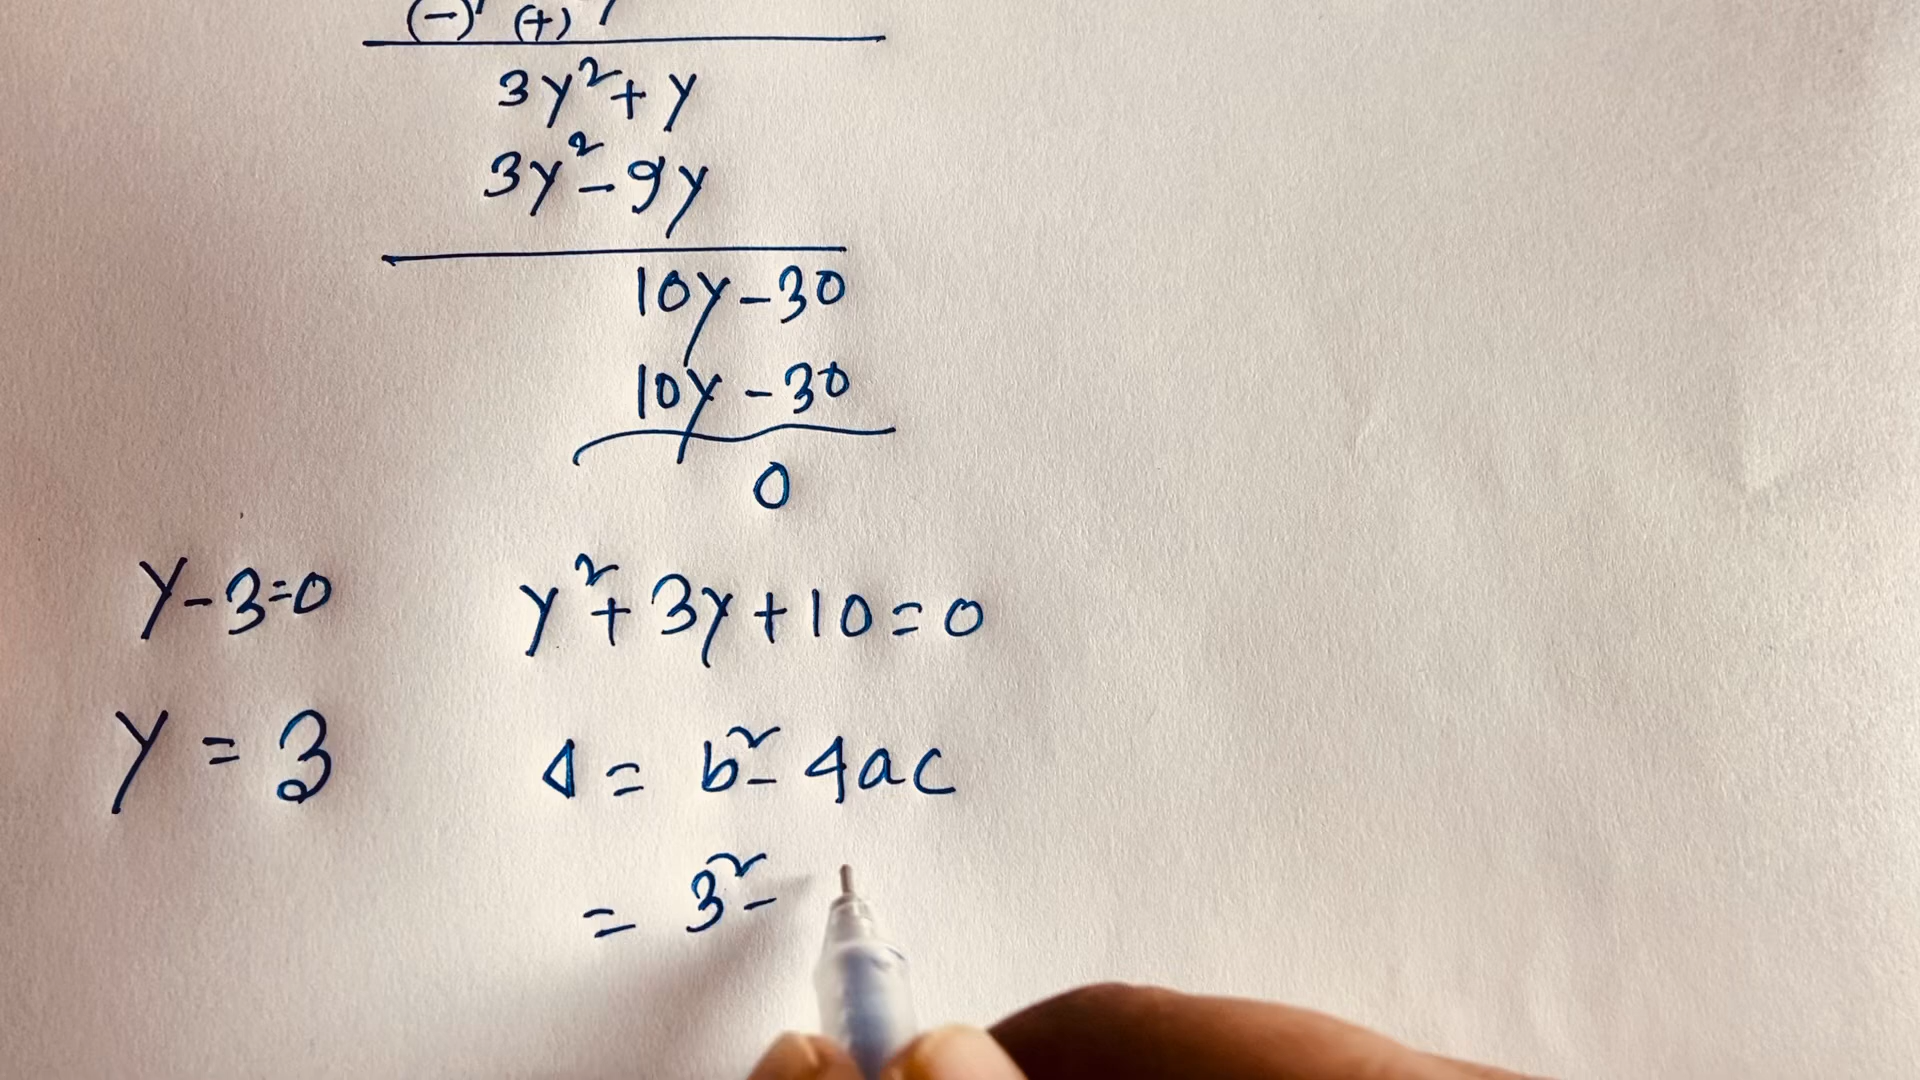 (-) (+)
3y²+y
3y²-9y
10y-30
10y-30
0
y-3=0
y²+3y+10=0
y=3
Δ=b²-4ac
=3²-